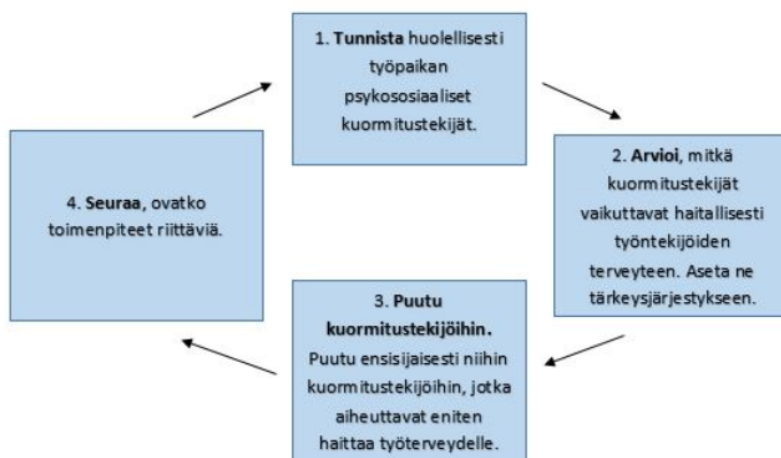 1. Tunnista huolellisesti
työpaikan
psykososiaaliset
kuormitustekijät.
2. Arvioi, mitkä
kuormitustekijät
vaikuttavat haitallisesti
työntekijöiden
terveyteen. Aseta ne
tärkeysjärjestykseen.
3. Puutu
kuormitustekijöihin.
Puutu ensisijaisesti niihin
kuormitustekijöihin, jotka
aiheuttavat eniten
haittaa työterveydelle.
4. Seuraa, ovatko
toimenpiteet riittäviä.